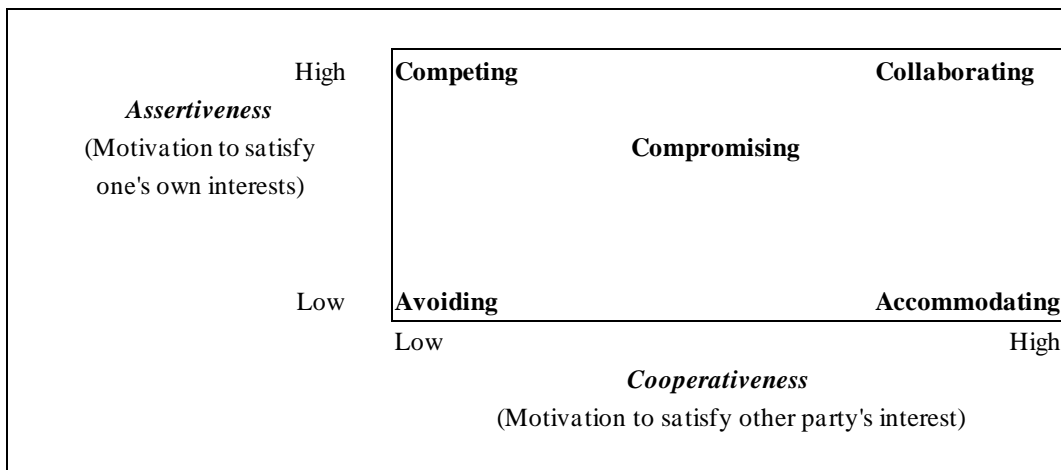 High Competing Collaborating
Assertiveness
(Motivation to satisfy Compromising
one's own interests)
Low Avoiding Accommodating
Low High
Cooperativeness
(Motivation to satisfy other party's interest)